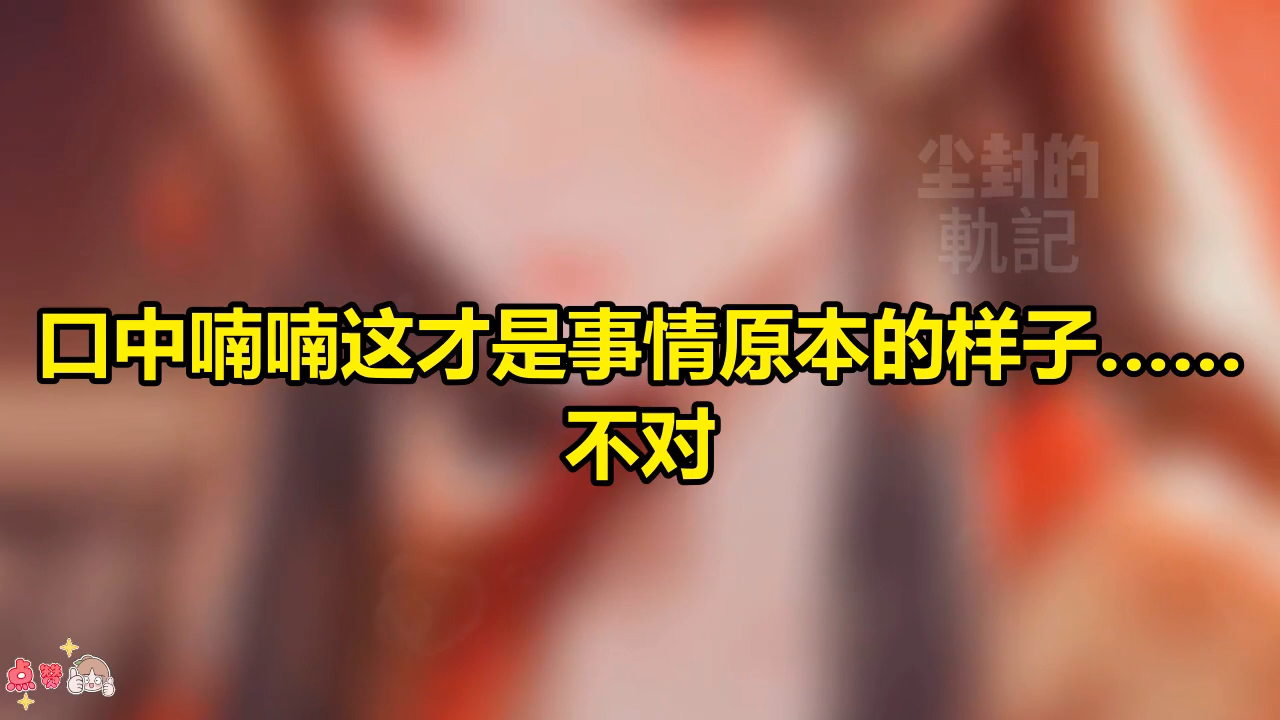 尘封的
軌記
口中喃喃这才是事情原本的样子......
不对
点赞